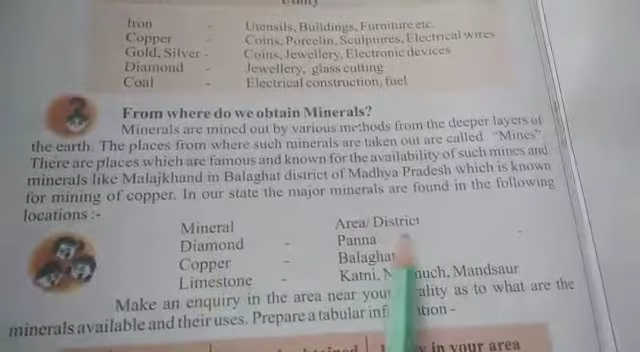 Utility
Iron - Utensils, Buildings, Furniture etc.
Copper - Coins, Porcelin, Sculptures, Electrical wires
Gold, Silver - Coins, Jewellery, Electronic devices
Diamond - Jewellery, glass cutting
Coal - Electrical construction, fuel
From where do we obtain Minerals?
Minerals are mined out by various methods from the deeper layers of
the earth. The places from where such minerals are taken out are called "Mines".
There are places which are famous and known for the availability of such mines and
minerals like Malajkhand in Balaghat district of Madhya Pradesh which is known
for mining of copper. In our state the major minerals are found in the following
locations :-
Mineral Area/ District
Diamond - Panna
Copper - Balaghat
Limestone - Katni, much, Mandsaur
Make an enquiry in the area near your ality as to what are the
minerals available and their uses. Prepare a tabular inf tion -
in your area